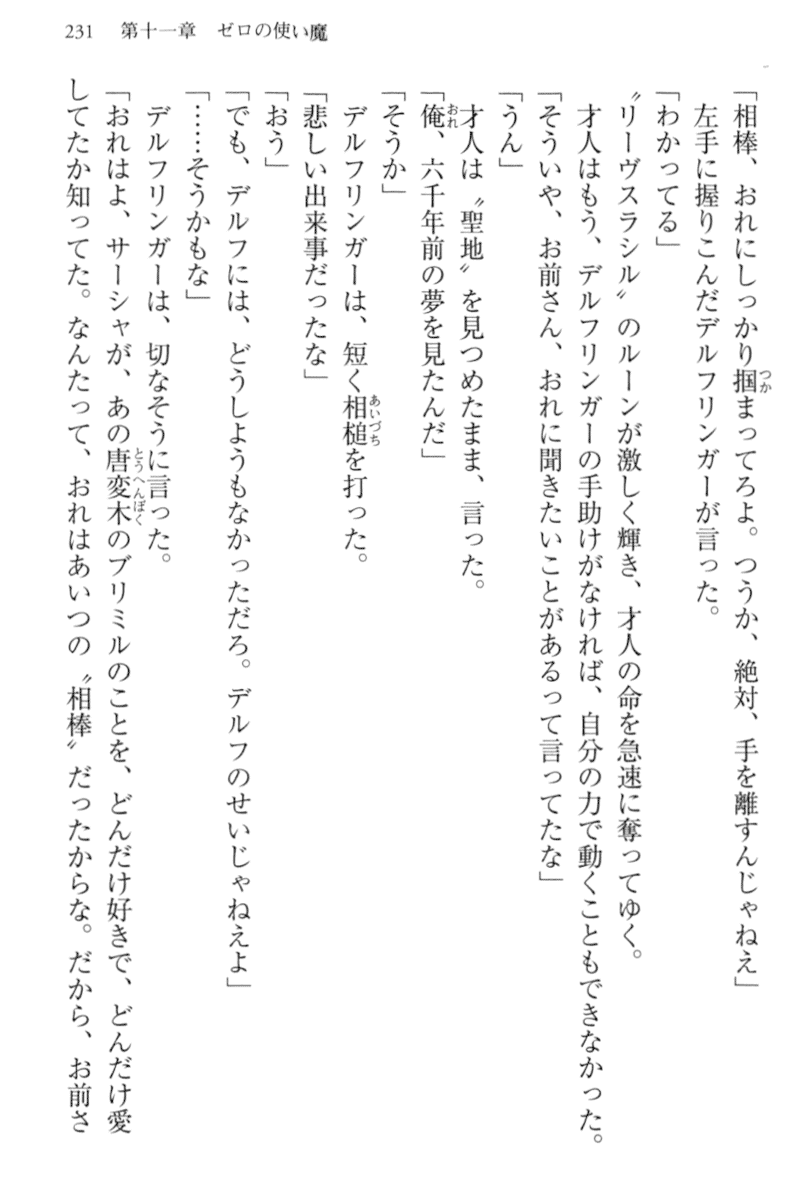 231　第十一章　ゼロの使い魔
「相棒、おれにしっかり掴まってろよ。つうか、絶対、手を離すんじゃねえ」
左手に握りこんだデルフリンガーが言った。
「わかってる」
〝リーヴスラシル〟のルーンが激しく輝き、才人の命を急速に奪ってゆく。
才人はもう、デルフリンガーの手助けがなければ、自分の力で動くこともできなかった。
「そういや、お前さん、おれに聞きたいことがあるって言ってたな」
「うん」
才人は〝聖地〟を見つめたまま、言った。
「俺、六千年前の夢を見たんだ」
「そうか」
デルフリンガーは、短く相槌を打った。
「悲しい出来事だったな」
「おう」
「でも、デルフには、どうしようもなかっただろ。デルフのせいじゃねえよ」
「……そうかもな」
デルフリンガーは、切なそうに言った。
「おれはよ、サーシャが、あの唐変木のブリミルのことを、どんだけ好きで、どんだけ愛
してたか知ってた。なんたって、おれはあいつの〝相棒〟だったからな。だから、お前さ